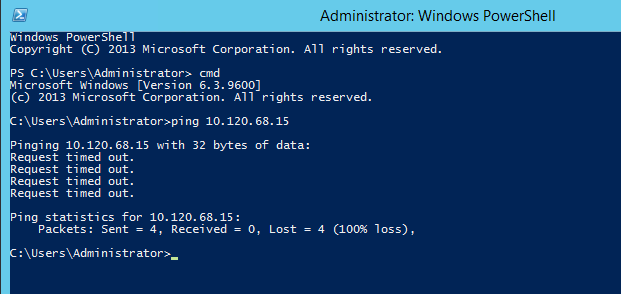 Administrator: Windows PowerShell
Windows PowerShell
Copyright (C) 2013 Microsoft Corporation. All rights reserved.
PS C:\Users\Administrator> cmd
Microsoft Windows [Version 6.3.9600]
(c) 2013 Microsoft Corporation. All rights reserved.
C:\Users\Administrator>ping 10.120.68.15
Pinging 10.120.68.15 with 32 bytes of data:
Request timed out.
Request timed out.
Request timed out.
Request timed out.
Ping statistics for 10.120.68.15:
    Packets: Sent = 4, Received = 0, Lost = 4 (100% loss),
C:\Users\Administrator>_